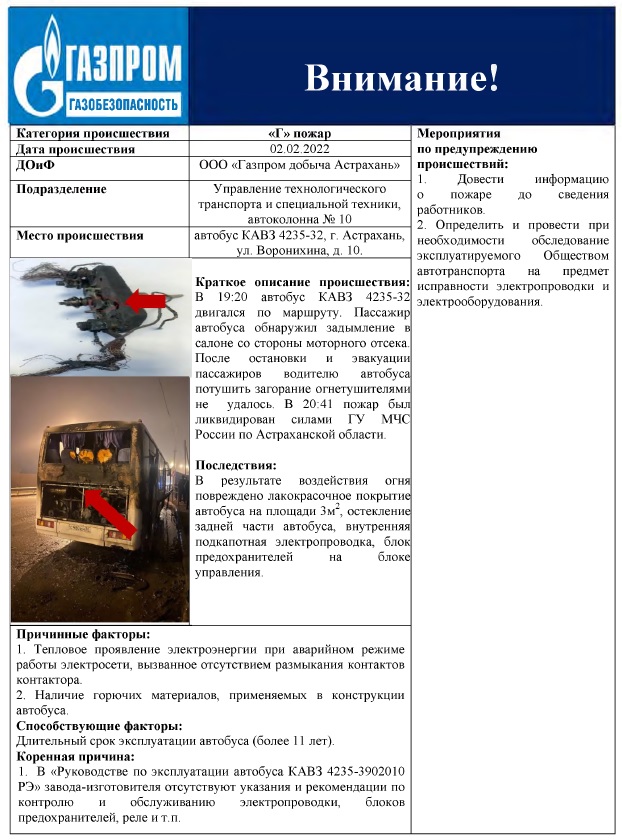 ГАЗПРОМ
ГАЗОБЕЗОПАСНОСТЬ
Внимание!
Категория происшествия
«Г» пожар
Дата происшествия
02.02.2022
ДОиФ
ООО «Газпром добыча Астрахань»
Подразделение
Управление технологического
транспорта и специальной техники,
автоколонна № 10
Место происшествия
автобус КАВЗ 4235-32, г. Астрахань,
ул. Воронихина, д. 10.
Краткое описание происшествия:
В 19:20 автобус КАВЗ 4235-32
двигался по маршруту. Пассажир
автобуса обнаружил задымление в
салоне со стороны моторного отсека.
После остановки и эвакуации
пассажиров водителю автобуса
потушить загорание огнетушителями
не удалось. В 20:41 пожар был
ликвидирован силами ГУ МЧС
России по Астраханской области.
Последствия:
В результате воздействия огня
повреждено лакокрасочное покрытие
автобуса на площади 3м², остекление
задней части автобуса, внутренняя
подкапотная электропроводка, блок
предохранителей на блоке
управления.
Причинные факторы:
1. Тепловое проявление электроэнергии при аварийном режиме
работы электросети, вызванное отсутствием размыкания контактов
контактора.
2. Наличие горючих материалов, применяемых в конструкции
автобуса.
Способствующие факторы:
Длительный срок эксплуатации автобуса (более 11 лет).
Коренная причина:
1. В «Руководстве по эксплуатации автобуса КАВЗ 4235-3902010
РЭ» завода-изготовителя отсутствуют указания и рекомендации по
контролю и обслуживанию электропроводки, блоков
предохранителей, реле и т.п.
Мероприятия
по предупреждению
происшествий:
1. Довести информацию
о пожаре до сведения
работников.
2. Определить и провести при
необходимости обследование
эксплуатируемого Обществом
автотранспорта на предмет
исправности электропроводки и
электрооборудования.